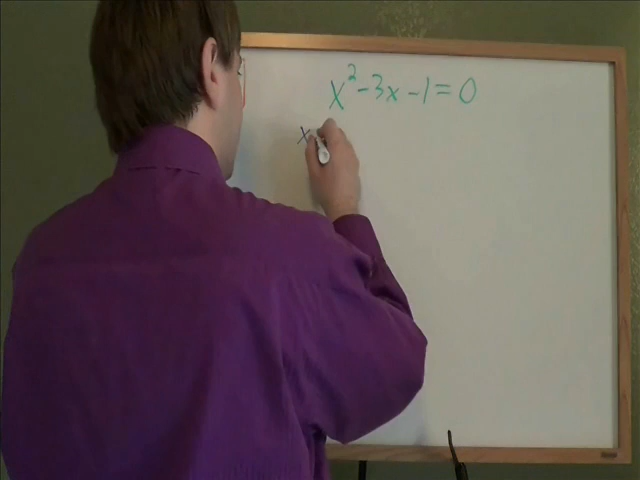 x² - 3x - 1 = 0
x